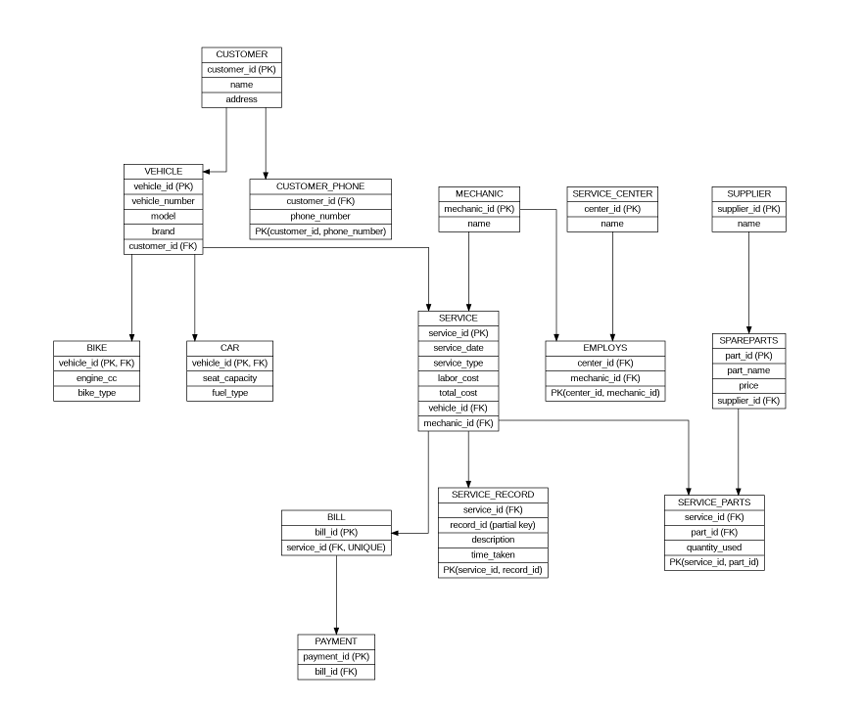 CUSTOMER
customer_id (PK)
name
address
VEHICLE
vehicle_id (PK)
vehicle_number
model
brand
customer_id (FK)
CUSTOMER_PHONE
customer_id (FK)
phone_number
PK(customer_id, phone_number)
MECHANIC
mechanic_id (PK)
name
SERVICE_CENTER
center_id (PK)
name
SUPPLIER
supplier_id (PK)
name
BIKE
vehicle_id (PK, FK)
engine_cc
bike_type
CAR
vehicle_id (PK, FK)
seat_capacity
fuel_type
SERVICE
service_id (PK)
service_date
service_type
labor_cost
total_cost
vehicle_id (FK)
mechanic_id (FK)
EMPLOYS
center_id (FK)
mechanic_id (FK)
PK(center_id, mechanic_id)
SPAREPARTS
part_id (PK)
part_name
price
supplier_id (FK)
BILL
bill_id (PK)
service_id (FK, UNIQUE)
SERVICE_RECORD
service_id (FK)
record_id (partial key)
description
time_taken
PK(service_id, record_id)
SERVICE_PARTS
service_id (FK)
part_id (FK)
quantity_used
PK(service_id, part_id)
PAYMENT
payment_id (PK)
bill_id (FK)